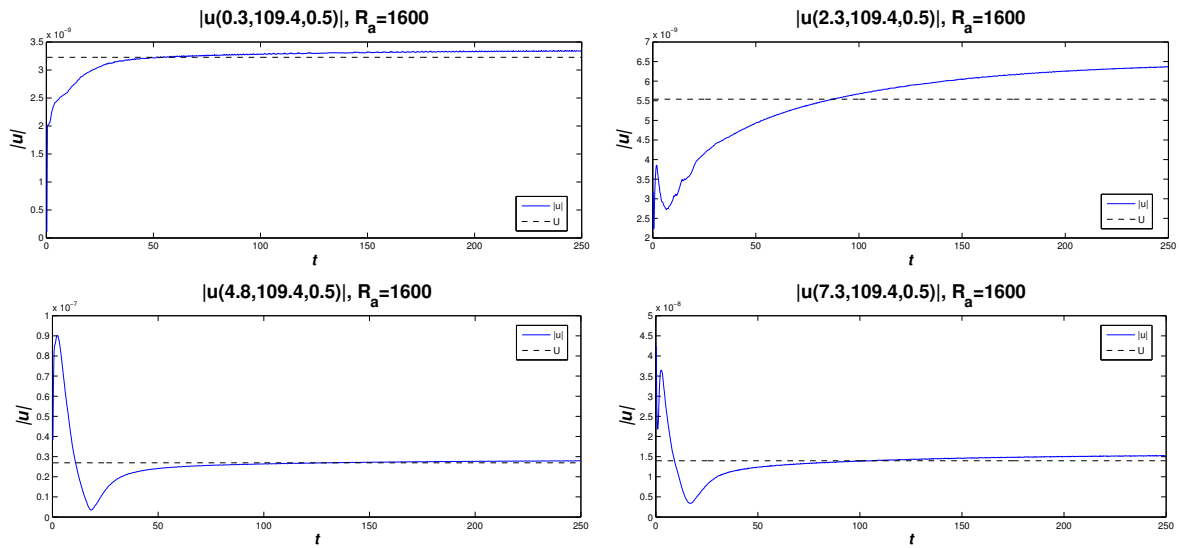 |u(0.3,109.4,0.5)|, Rₐ=1600
x 10⁻⁹
3.5
3
2.5
2
1.5
1
0.5
0
|u|
0 50 100 150 200 250
t
|u|
U
|u(2.3,109.4,0.5)|, Rₐ=1600
x 10⁻⁹
7
6.5
6
5.5
5
4.5
4
3.5
3
2.5
2
|u|
0 50 100 150 200 250
t
|u|
U
|u(4.8,109.4,0.5)|, Rₐ=1600
x 10⁻⁷
1
0.9
0.8
0.7
0.6
0.5
0.4
0.3
0.2
0.1
0
|u|
0 50 100 150 200 250
t
|u|
U
|u(7.3,109.4,0.5)|, Rₐ=1600
x 10⁻⁸
5
4.5
4
3.5
3
2.5
2
1.5
1
0.5
0
|u|
0 50 100 150 200 250
t
|u|
U